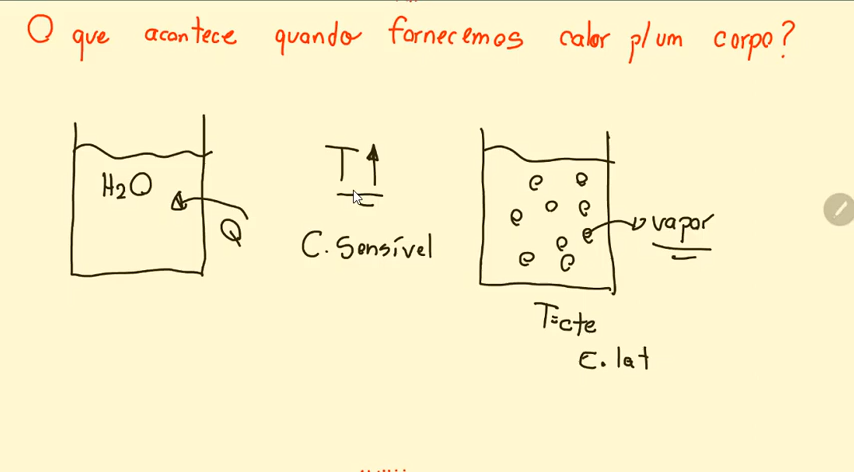 O que acontece quando fornecemos calor p/ um corpo?
H2O
Q
T↑
C. Sensível
vapor
T=cte
C. lat